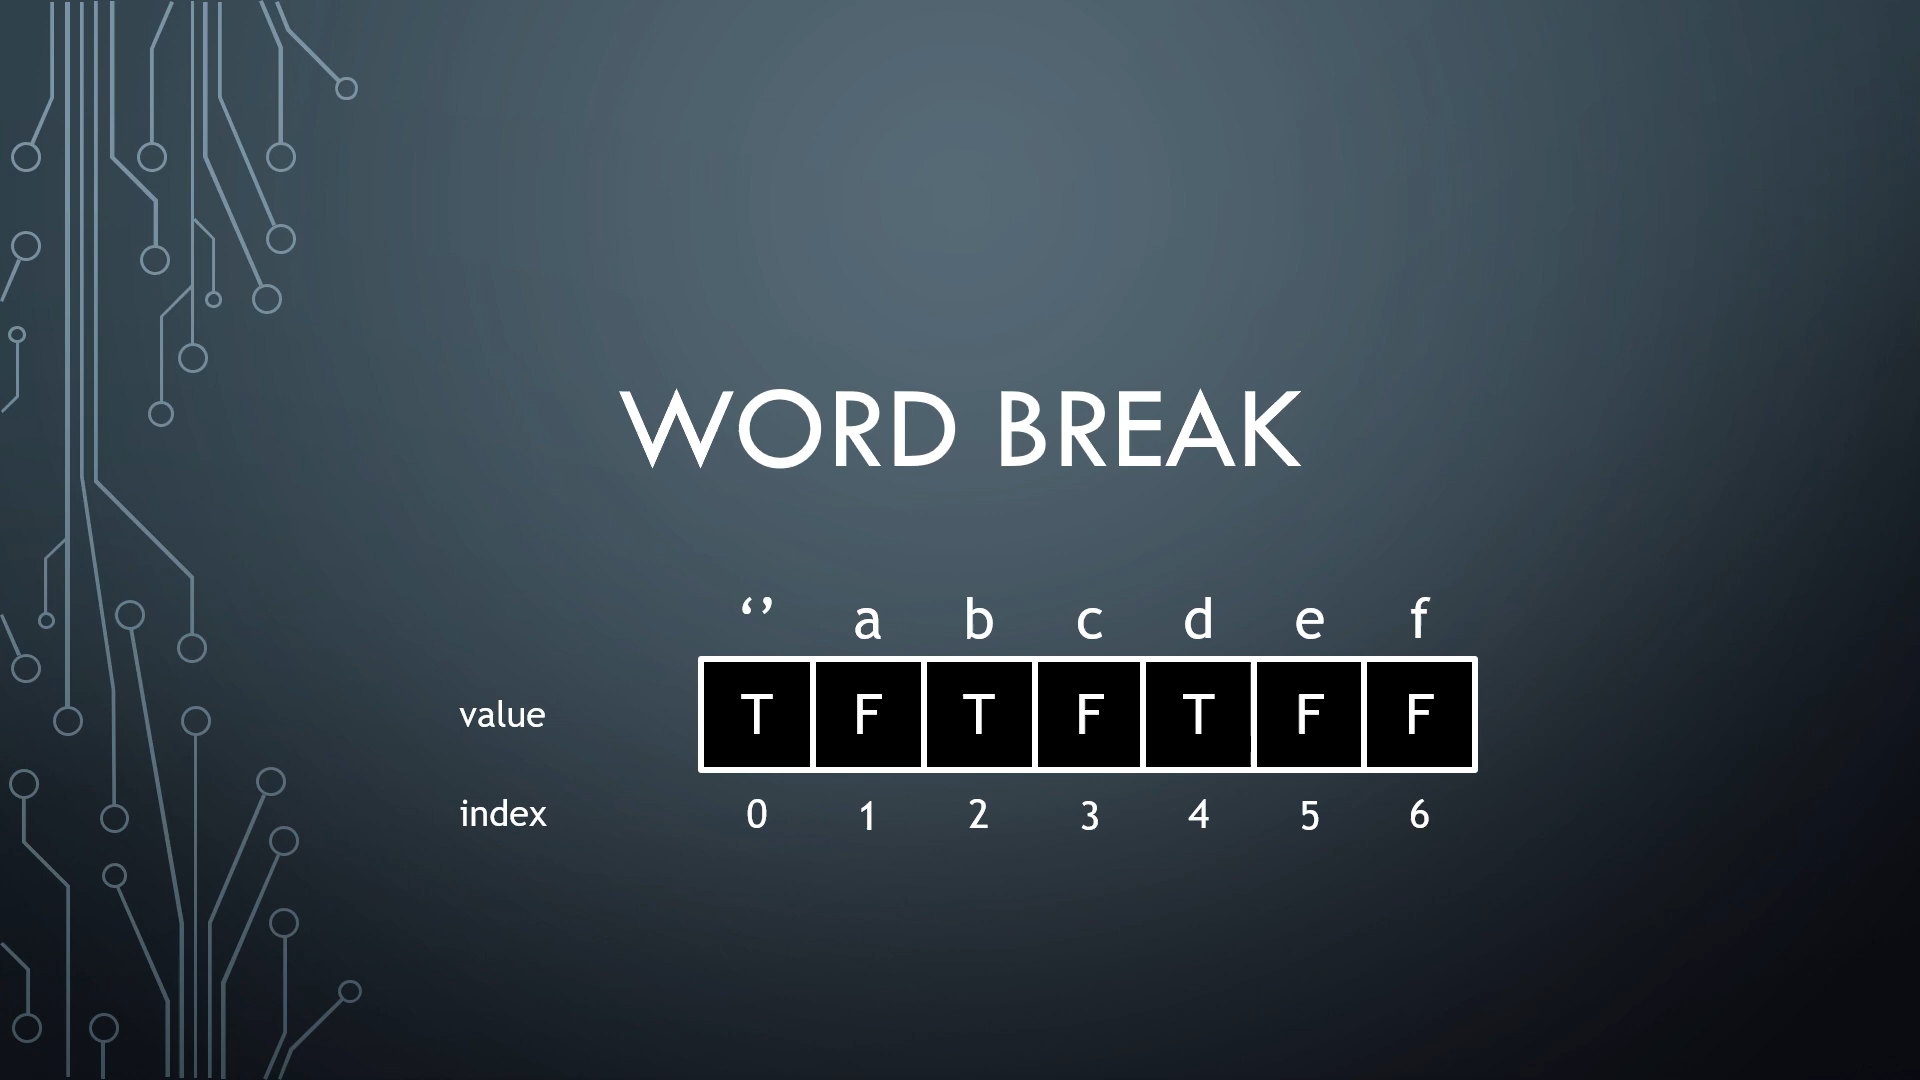 WORD BREAK
‘’ a b c d e f
value T F T F T F F
index 0 1 2 3 4 5 6